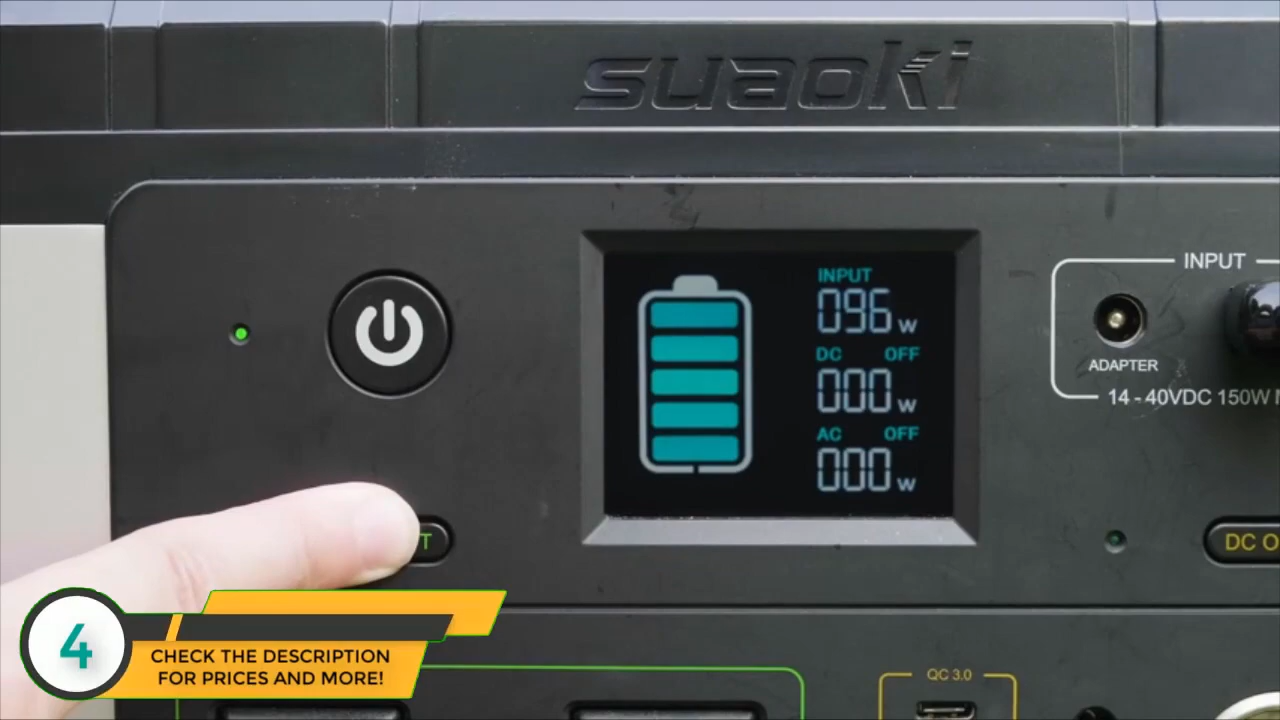 suaoki
INPUT
096 W
DC OFF
000 W
AC OFF
000 W
INPUT
ADAPTER
14 - 40VDC 150W
T
DC O
QC 3.0
4
CHECK THE DESCRIPTION
FOR PRICES AND MORE!